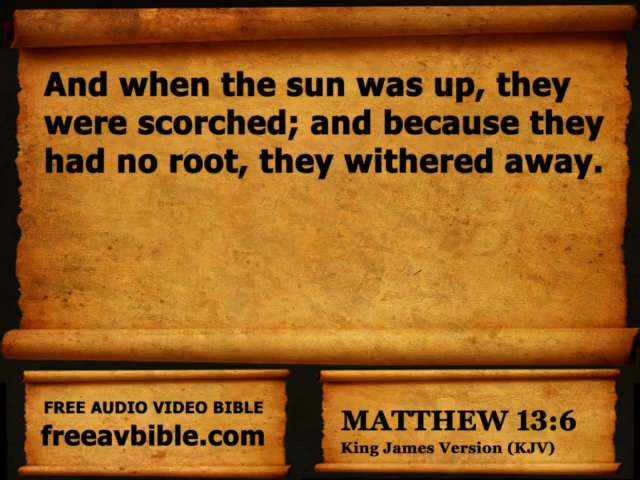 And when the sun was up, they
were scorched; and because they
had no root, they withered away.
FREE AUDIO VIDEO BIBLE
freeavbible.com
MATTHEW 13:6
King James Version (KJV)